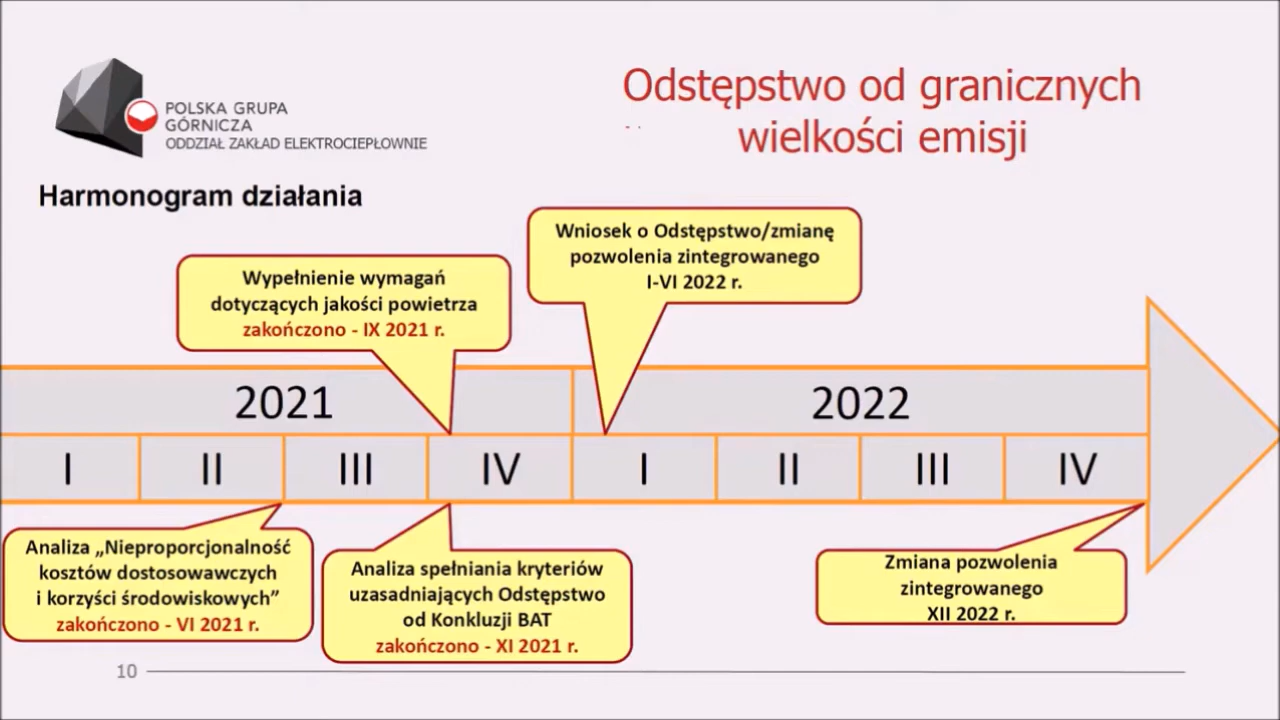 POLSKA GRUPA
GÓRNICZA
ODDZIAŁ ZAKŁAD ELEKTROCIEPŁOWNIE
Odstępstwo od granicznych
wielkości emisji
Harmonogram działania
Wypełnienie wymagań
dotyczących jakości powietrza
zakończono - IX 2021 r.
Wniosek o Odstępstwo/zmianę
pozwolenia zintegrowanego
I-VI 2022 r.
2021
2022
I II III IV I II III IV
Analiza „Nieproporcjonalność
kosztów dostosowawczych
i korzyści środowiskowych”
zakończono - VI 2021 r.
Analiza spełniania kryteriów
uzasadniających Odstępstwo
od Konkluzji BAT
zakończono - XI 2021 r.
Zmiana pozwolenia
zintegrowanego
XII 2022 r.
10